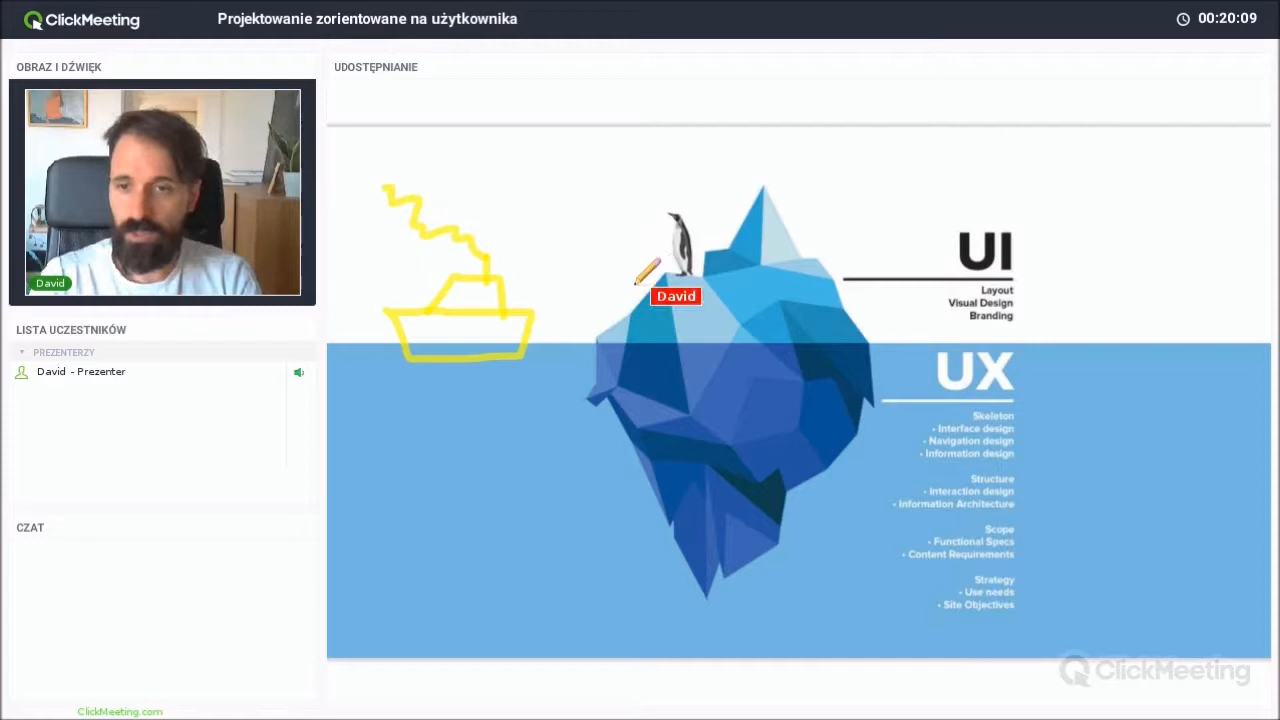 ClickMeeting
Projektowanie zorientowane na użytkownika
00:20:09
OBRAZ I DŹWIĘK
David
LISTA UCZESTNIKÓW
PREZENTERZY
David - Prezenter
CZAT
ClickMeeting.com
UDOSTĘPNIANIE
David
UI
Layout
Visual Design
Branding
UX
Skeleton
• Interface design
• Navigation design
• Information design
Structure
• Interaction design
• Information Architecture
Scope
• Functional Specs
• Content Requirements
Strategy
• Use needs
• Site Objectives
ClickMeeting